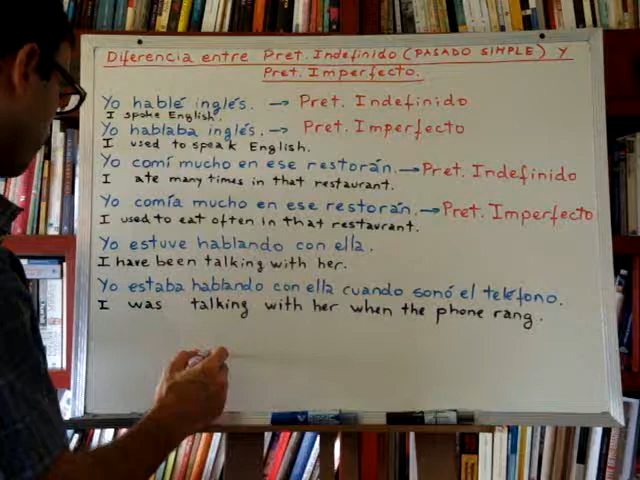 Diferencia entre Pret. Indefinido (PASADO SIMPLE) Y
Pret. Imperfecto.
Yo hablé inglés. → Pret. Indefinido
I spoke English.
Yo hablaba inglés. → Pret. Imperfecto
I used to speak English.
Yo comí mucho en ese restorán. → Pret. Indefinido
I ate many times in that restaurant.
Yo comía mucho en ese restorán. → Pret. Imperfecto
I used to eat often in that restaurant.
Yo estuve hablando con ella.
I have been talking with her.
Yo estaba hablando con ella cuando sonó el teléfono.
I was talking with her when the phone rang.